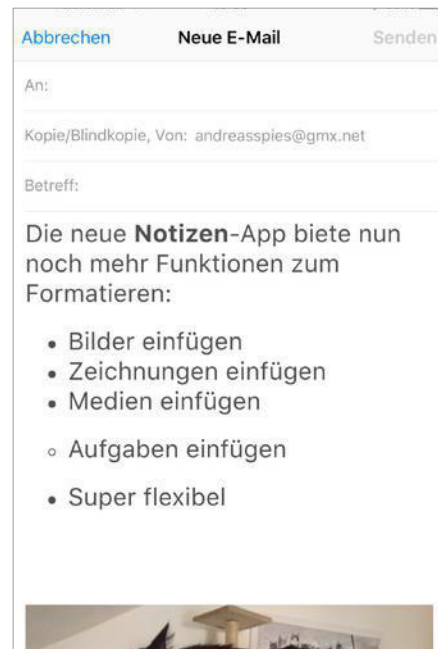 Abbrechen Neue E-Mail Senden
An:
Kopie/Blindkopie, Von: andreasspies@gmx.net
Betreff:
Die neue Notizen-App biete nun
noch mehr Funktionen zum
Formatieren:
• Bilder einfügen
• Zeichnungen einfügen
• Medien einfügen
◦ Aufgaben einfügen
• Super flexibel